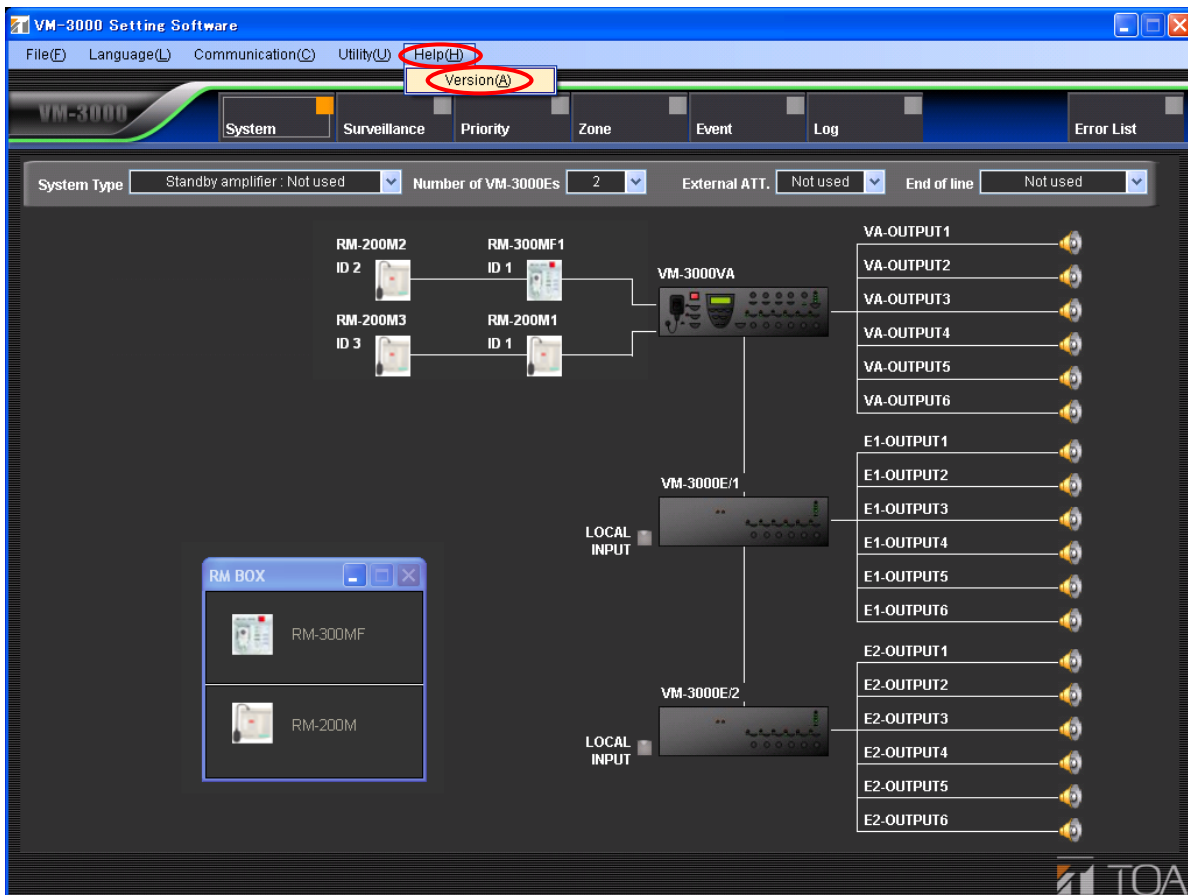 VM-3000 Setting Software
File(F) Language(L) Communication(C) Utility(U) Help(H)
Version(A)
VM-3000
System Surveillance Priority Zone Event Log Error List
System Type Standby amplifier : Not used Number of VM-3000Es 2 External ATT. Not used End of line Not used
RM-200M2 RM-300MF1
ID 2 ID 1
RM-200M3 RM-200M1
ID 3 ID 1
VM-3000VA
VA-OUTPUT1
VA-OUTPUT2
VA-OUTPUT3
VA-OUTPUT4
VA-OUTPUT5
VA-OUTPUT6
VM-3000E/1
LOCAL
INPUT
E1-OUTPUT1
E1-OUTPUT2
E1-OUTPUT3
E1-OUTPUT4
E1-OUTPUT5
E1-OUTPUT6
RM BOX
RM-300MF
RM-200M
VM-3000E/2
LOCAL
INPUT
E2-OUTPUT1
E2-OUTPUT2
E2-OUTPUT3
E2-OUTPUT4
E2-OUTPUT5
E2-OUTPUT6
TOA